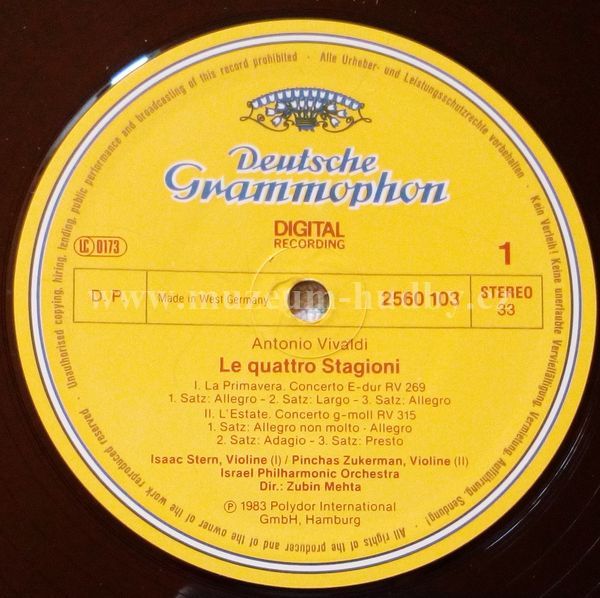 Unauthorised copying, hiring, lending, public performance and broadcasting of this record prohibited · Alle Urheber- und Leistungsschutzrechte vorbehalten · Kein Verleih! Keine unerlaubte Vervielfältigung, Vermietung, Aufführung, Sendung!
Deutsche
Grammophon
DIGITAL
RECORDING
LC 0173
1
D.P.
Made in West Germany
2560 103
STEREO
33
www.muzeum-hudby.cz
Antonio Vivaldi
Le quattro Stagioni
I. La Primavera. Concerto E-dur RV 269
1. Satz: Allegro - 2. Satz: Largo - 3. Satz: Allegro
II. L'Estate. Concerto g-moll RV 315
1. Satz: Allegro non molto - Allegro
2. Satz: Adagio - 3. Satz: Presto
Isaac Stern, Violine (I) / Pinchas Zukerman, Violine (II)
Israel Philharmonic Orchestra
Dir.: Zubin Mehta
℗ 1983 Polydor International
GmbH, Hamburg
All rights of the producer and of the owner of the work reproduced reserved